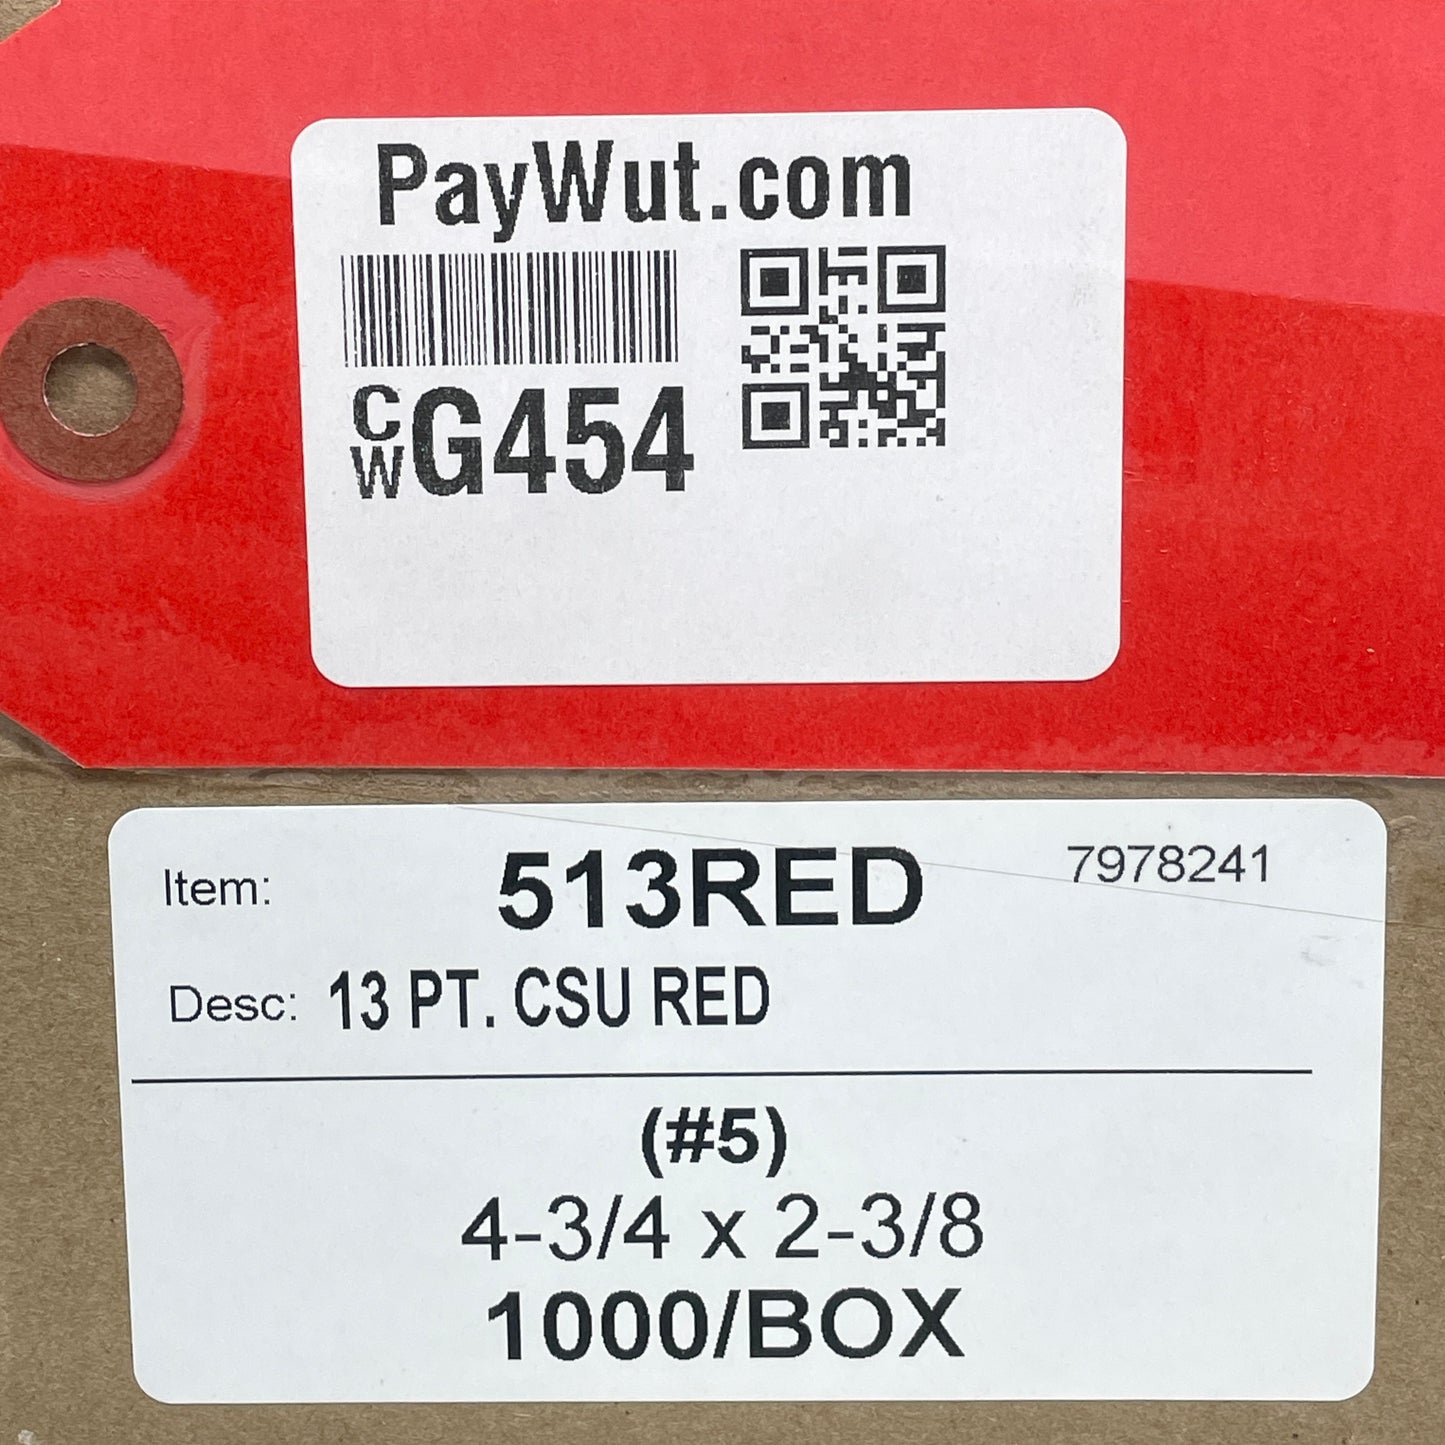 PayWut.com
CW G454
Item: 513RED 7978241
Desc: 13 PT. CSU RED
(#5)
4-3/4 x 2-3/8
1000/BOX